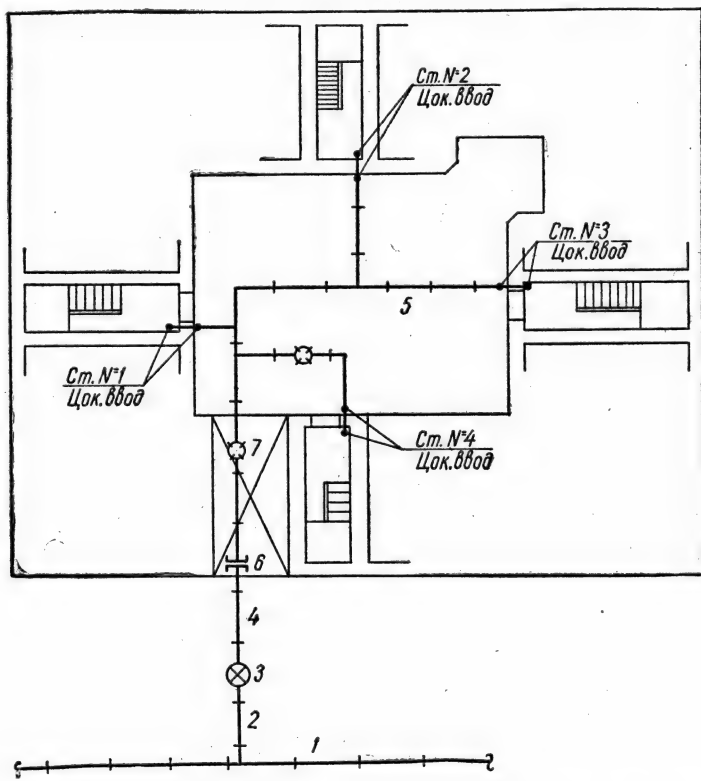 Ст. №2
Цок. ввод
Ст. №3
Цок. ввод
5
Ст. №1
Цок. ввод
Ст. №4
Цок. ввод
7
6
4
3
2
1